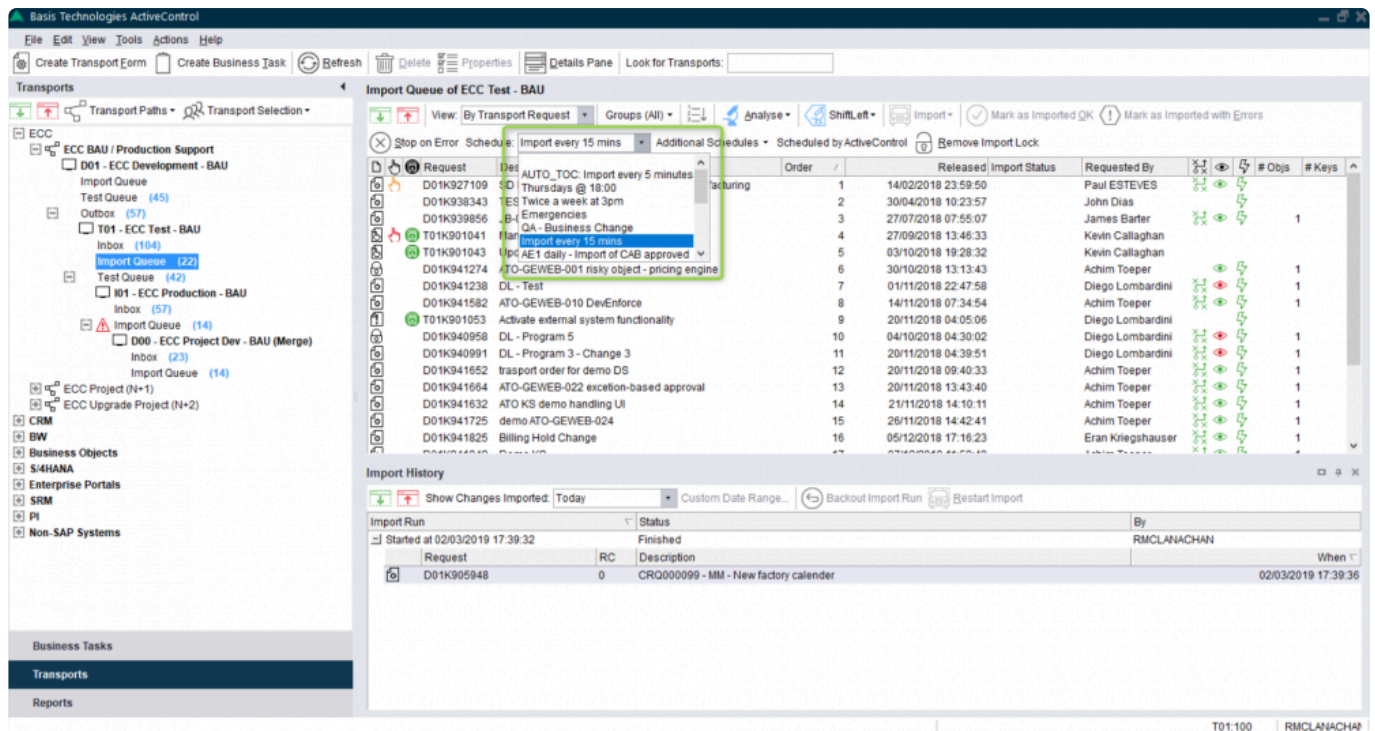 Basis Technologies ActiveControl
File Edit View Tools Actions Help
Create Transport Form Create Business Task Refresh Delete Properties Details Pane Look for Transports:
Transports
Transport Paths Transport Selection
ECC
ECC BAU / Production Support
D01 - ECC Development - BAU
Import Queue
Test Queue (45)
Outbox (57)
T01 - ECC Test - BAU
Inbox (104)
Import Queue (22)
Test Queue (42)
I01 - ECC Production - BAU
Inbox (57)
Import Queue (14)
D00 - ECC Project Dev - BAU (Merge)
Inbox (23)
Import Queue (14)
ECC Project (N+1)
ECC Upgrade Project (N+2)
CRM
BW
Business Objects
S/4HANA
Enterprise Portals
SRM
PI
Non-SAP Systems
Business Tasks
Transports
Reports
Import Queue of ECC Test - BAU
View: By Transport Request Groups (All) Analyse ShiftLeft Import Mark as Imported OK Mark as Imported with Errors
Stop on Error Schedule: Import every 15 mins Additional Schedules Scheduled by ActiveControl Remove Import Lock
AUTO_TOC: Import every 5 minutes
Thursdays @ 18:00
Twice a week at 3pm
Emergencies
QA - Business Change
Import every 15 mins
AE1 daily - Import of CAB approved
Request Des Order Released Import Status Requested By # Objs # Keys
D01K927109 SD 1 14/02/2018 23:59:50 Paul ESTEVES
D01K938343 TES 2 30/04/2018 10:23:57 John Dias
D01K939856 3 27/07/2018 07:55:07 James Barter 1
T01K901041 Mar 4 27/09/2018 13:46:33 Kevin Callaghan
T01K901043 Upd 5 03/10/2018 19:28:32 Kevin Callaghan
D01K941274 ATO-GEWEB-001 risky object - pricing engine 6 30/10/2018 13:13:43 Achim Toeper 1
D01K941238 DL - Test 7 01/11/2018 22:47:58 Diego Lombardini 1
D01K941582 ATO-GEWEB-010 DevEnforce 8 14/11/2018 07:34:54 Achim Toeper 1
T01K901053 Activate external system functionality 9 20/11/2018 04:05:06 Diego Lombardini
D01K940958 DL - Program 5 10 04/10/2018 04:30:02 Diego Lombardini 1
D01K940991 DL - Program 3 - Change 3 11 20/11/2018 04:39:51 Diego Lombardini 1
D01K941652 trasport order for demo DS 12 20/11/2018 09:40:33 Achim Toeper 1
D01K941664 ATO-GEWEB-022 excetion-based approval 13 20/11/2018 13:43:40 Achim Toeper 1
D01K941632 ATO KS demo handling UI 14 21/11/2018 14:10:11 Achim Toeper 1
D01K941725 demo ATO-GEWEB-024 15 26/11/2018 14:42:41 Achim Toeper 1
D01K941825 Billing Hold Change 16 05/12/2018 17:16:23 Eran Kriegshauser 1
Import History
Show Changes Imported: Today Custom Date Range... Backout Import Run Restart Import
Import Run Status By
Started at 02/03/2019 17:39:32 Finished RMCLANACHAN
Request RC Description When
D01K905948 0 CRQ000099 - MM - New factory calender 02/03/2019 17:39:36
T01:100 RMCLANACHAN